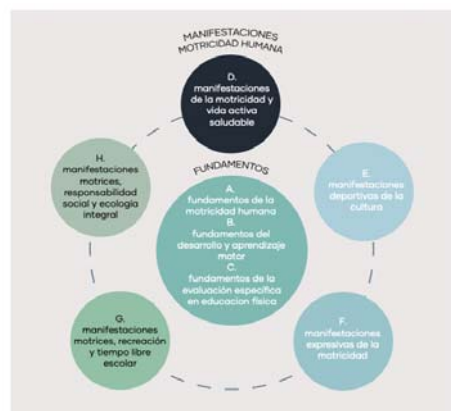 MANIFESTACIONES
MOTRICIDAD HUMANA
D.
manifestaciones
de la motricidad y
vida activa
saludable
H.
manifestaciones
motrices,
responsabilidad
social y ecología
integral
FUNDAMENTOS
A.
fundamentos de la
motricidad humana
B.
fundamentos del
desarrollo y aprendizaje
motor
C.
fundamentos de la
evaluación específica
en educacion física
E.
manifestaciones
deportivas de la
cultura
G.
manifestaciones
motrices, recreación
y tiempo libre
escolar
F.
manifestaciones
expresivas de la
motricidad